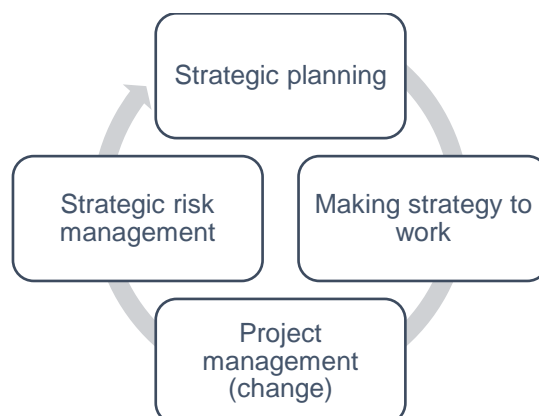 Strategic planning
Making strategy to
work
Project
management
(change)
Strategic risk
management